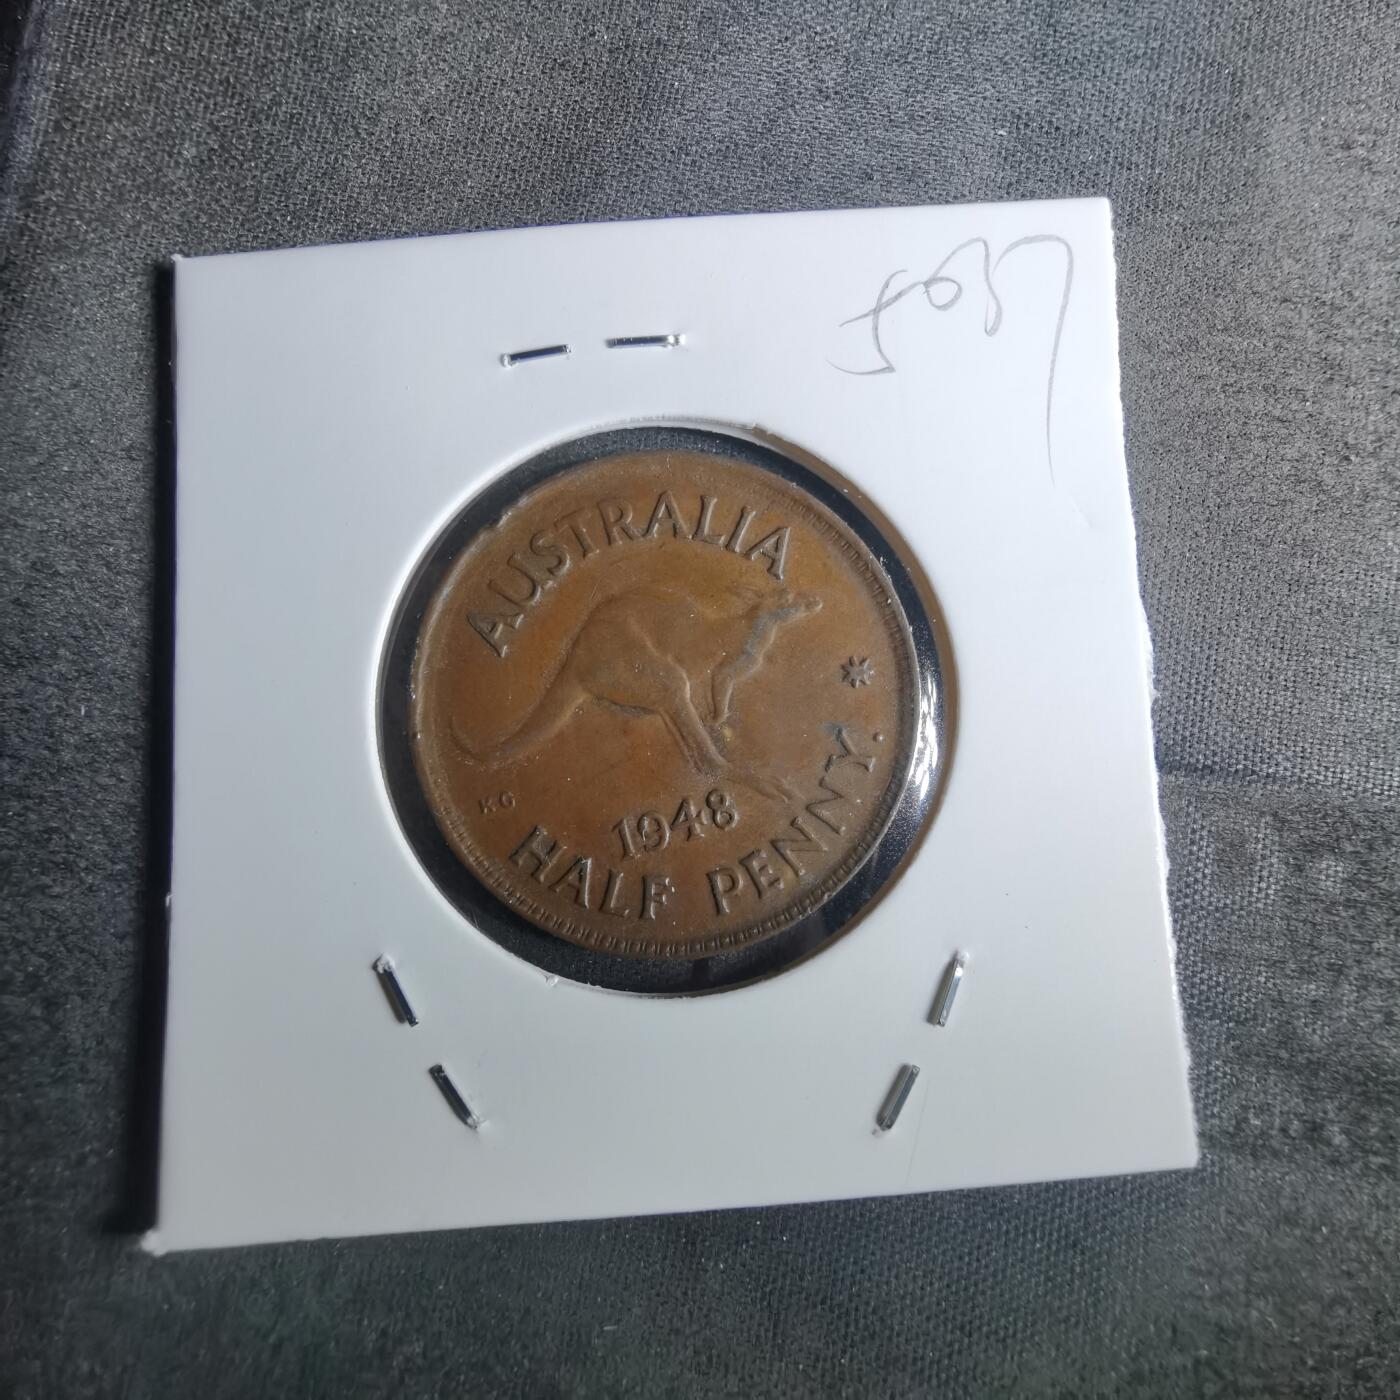 AUSTRALIA
KG
1948
HALF PENNY.